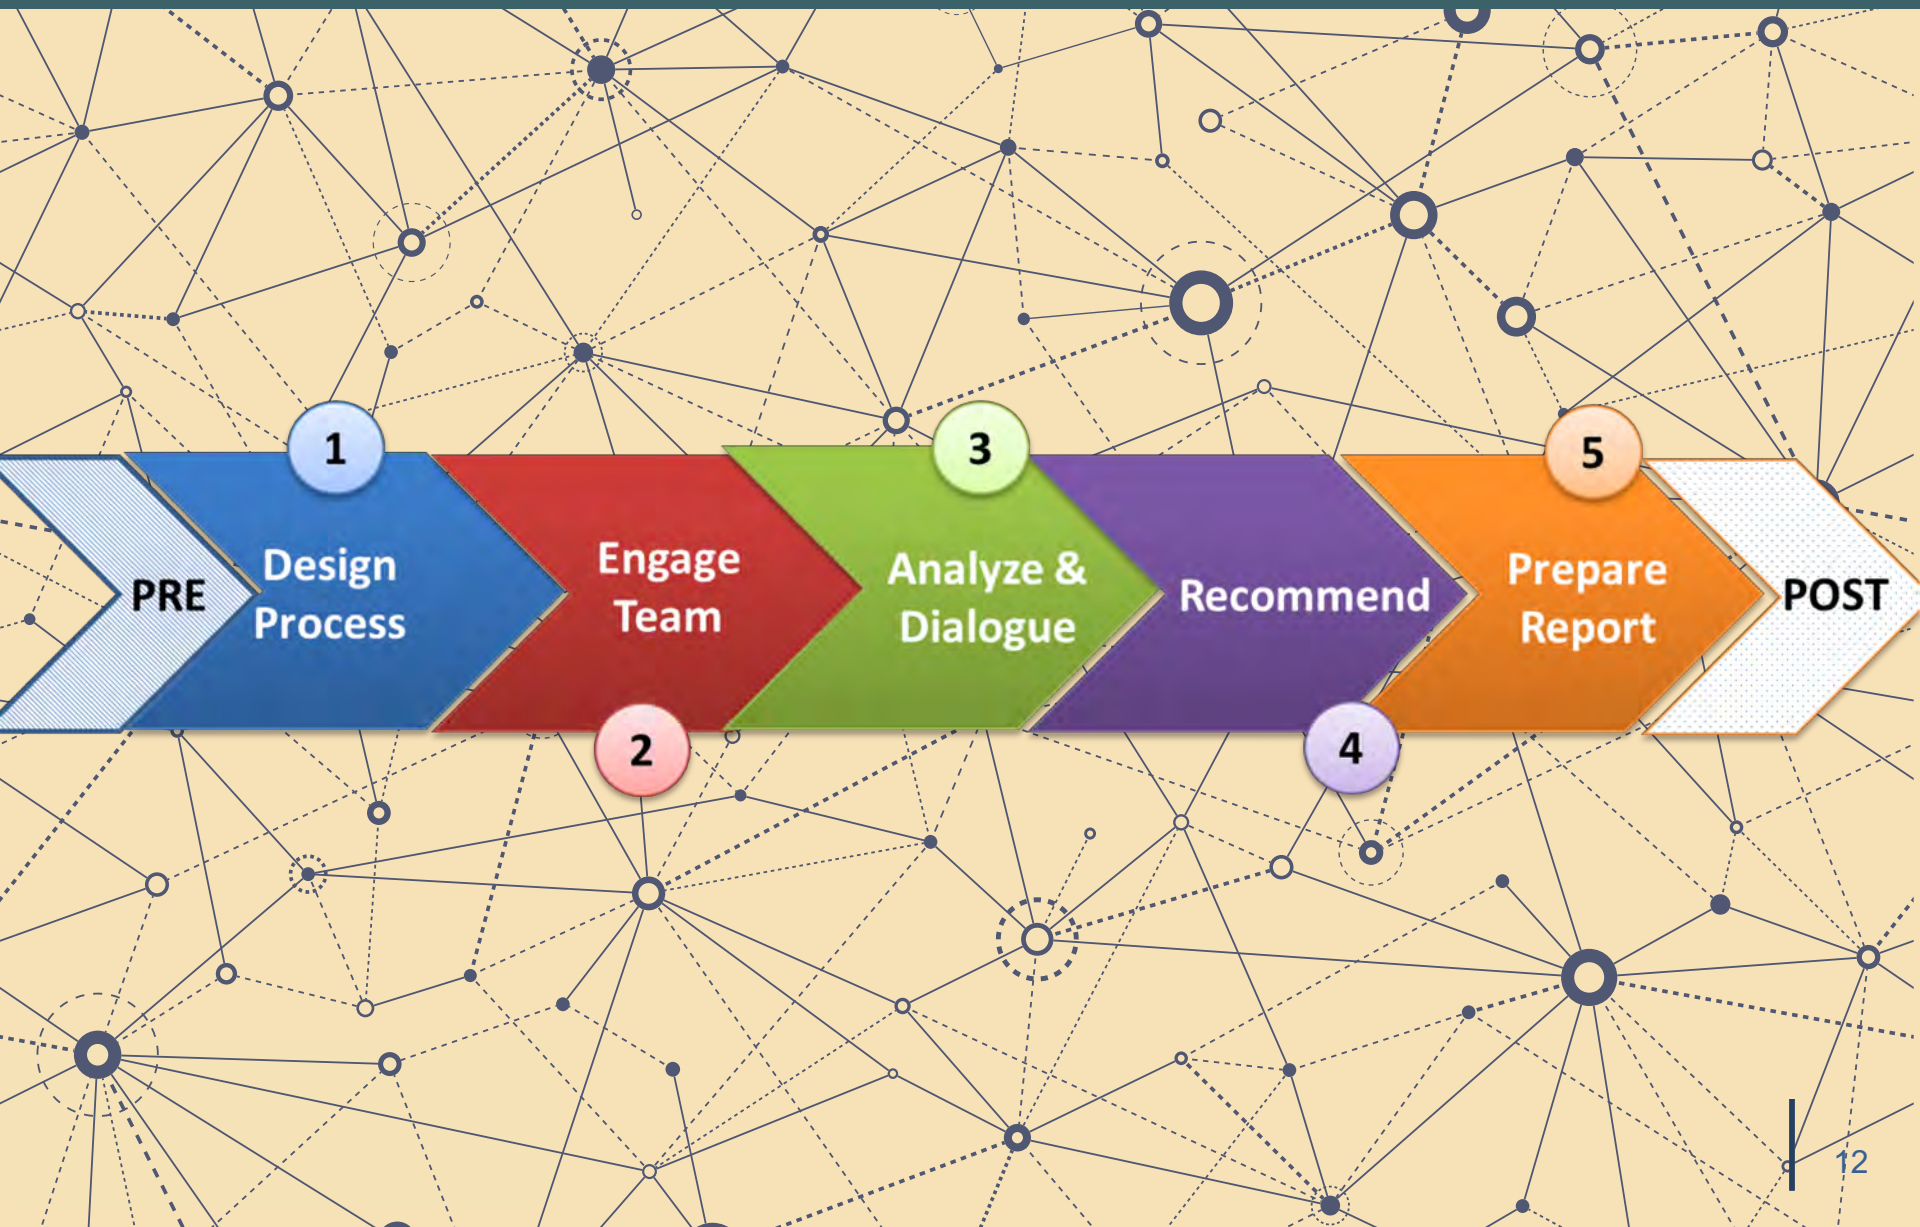 PRE
1
Design
Process
2
Engage
Team
3
Analyze &
Dialogue
4
Recommend
5
Prepare
Report
POST
12